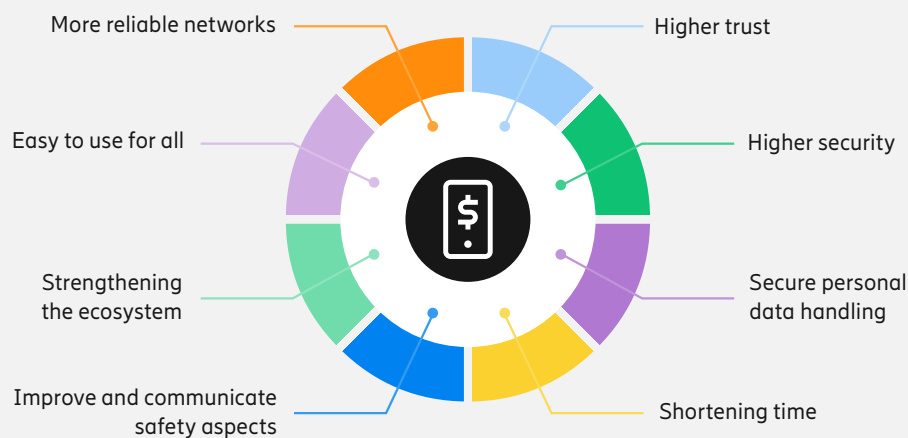 More reliable networks
Higher trust
Easy to use for all
Higher security
Strengthening
the ecosystem
Secure personal
data handling
Improve and communicate
safety aspects
Shortening time
$